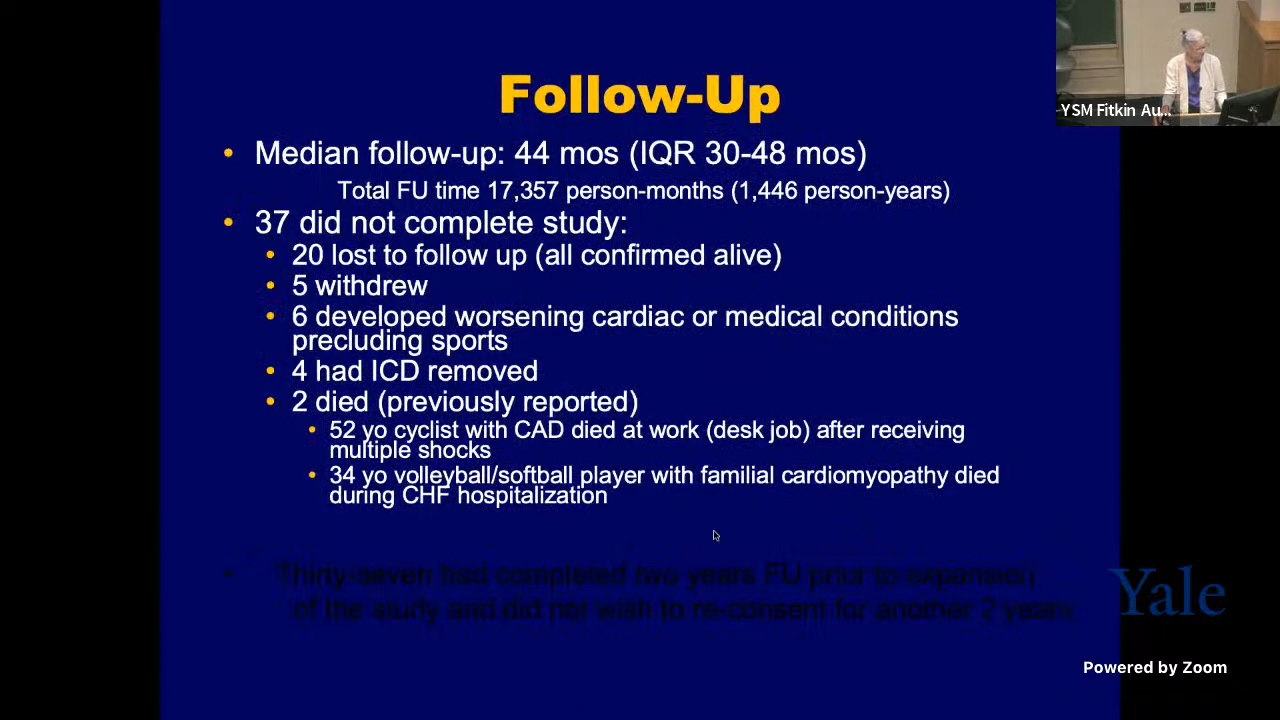 Follow-Up
YSM Fitkin Au...
• Median follow-up: 44 mos (IQR 30-48 mos)
Total FU time 17,357 person-months (1,446 person-years)
• 37 did not complete study:
• 20 lost to follow up (all confirmed alive)
• 5 withdrew
• 6 developed worsening cardiac or medical conditions
precluding sports
• 4 had ICD removed
• 2 died (previously reported)
• 52 yo cyclist with CAD died at work (desk job) after receiving
multiple shocks
• 34 yo volleyball/softball player with familial cardiomyopathy died
during CHF hospitalization
• Thirty-seven had completed two years FU prior to expansion
of the study and did not wish to re-consent for another 2 years
Yale
Powered by Zoom